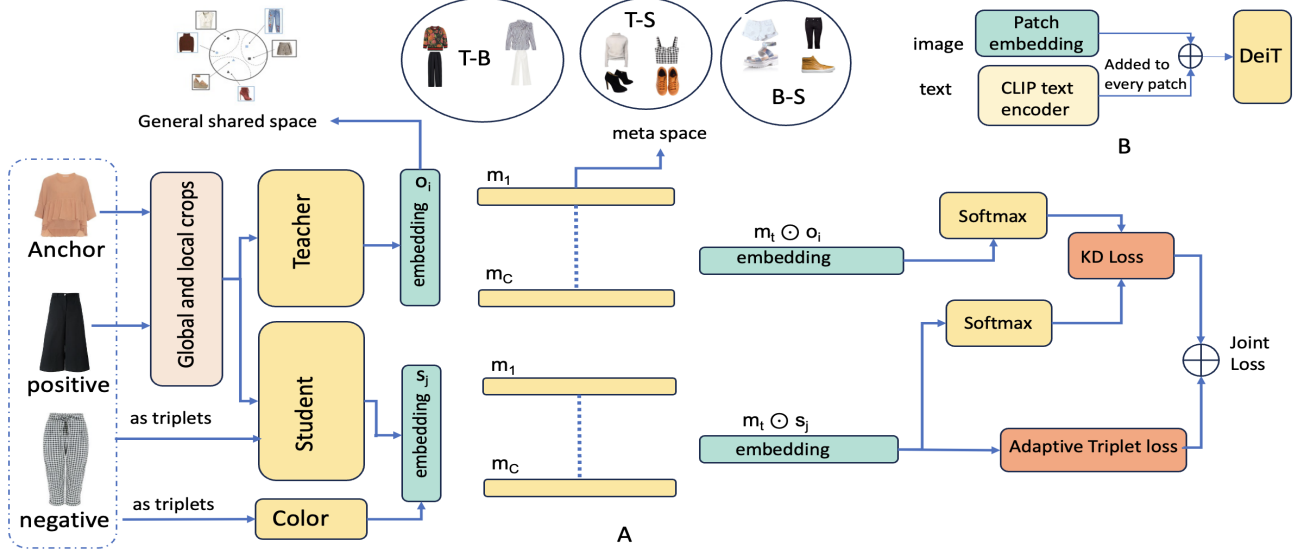 T-B
T-S
B-S
Patch
embedding
image
text
CLIP text
encoder
Added to
every patch
DeiT
B
General shared space
meta space
Anchor
positive
negative
as triplets
as triplets
Global and local crops
Teacher
Student
Color
oi
embedding
sj
embedding
m1
mC
m1
mC
A
mt ⊙ oi
embedding
mt ⊙ sj
embedding
Softmax
Softmax
KD Loss
Adaptive Triplet loss
Joint
Loss